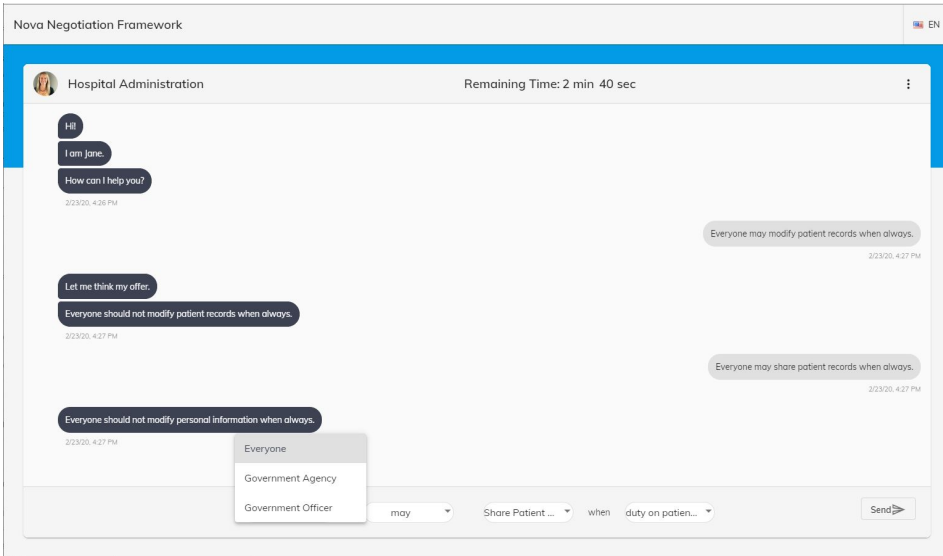 Nova Negotiation Framework
EN
Hospital Administration
Remaining Time: 2 min 40 sec
Hi!
I am Jane.
How can I help you?
2/23/20, 4:26 PM
Everyone may modify patient records when always.
2/23/20, 4:27 PM
Let me think my offer.
Everyone should not modify patient records when always.
2/23/20, 4:27 PM
Everyone may share patient records when always.
2/23/20, 4:27 PM
Everyone should not modify personal information when always.
2/23/20, 4:27 PM
Everyone
Government Agency
Government Officer
may Share Patient ... when duty on patien... Send